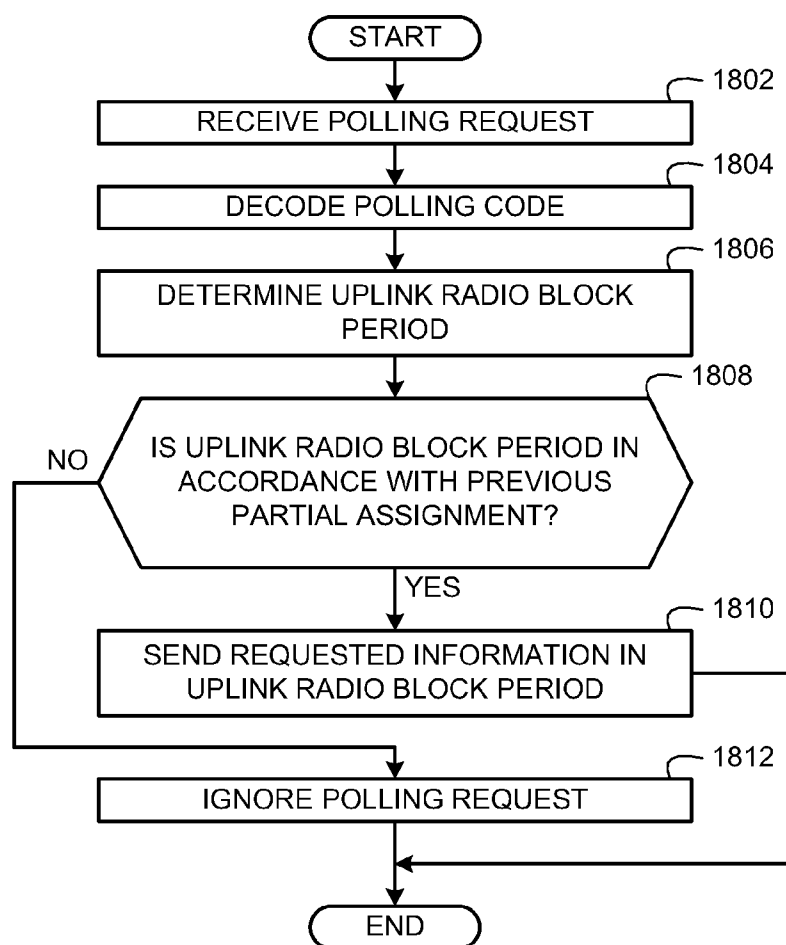 START
1802
RECEIVE POLLING REQUEST
1804
DECODE POLLING CODE
1806
DETERMINE UPLINK RADIO BLOCK
PERIOD
1808
NO
IS UPLINK RADIO BLOCK PERIOD IN
ACCORDANCE WITH PREVIOUS
PARTIAL ASSIGNMENT?
YES
1810
SEND REQUESTED INFORMATION IN
UPLINK RADIO BLOCK PERIOD
1812
IGNORE POLLING REQUEST
END